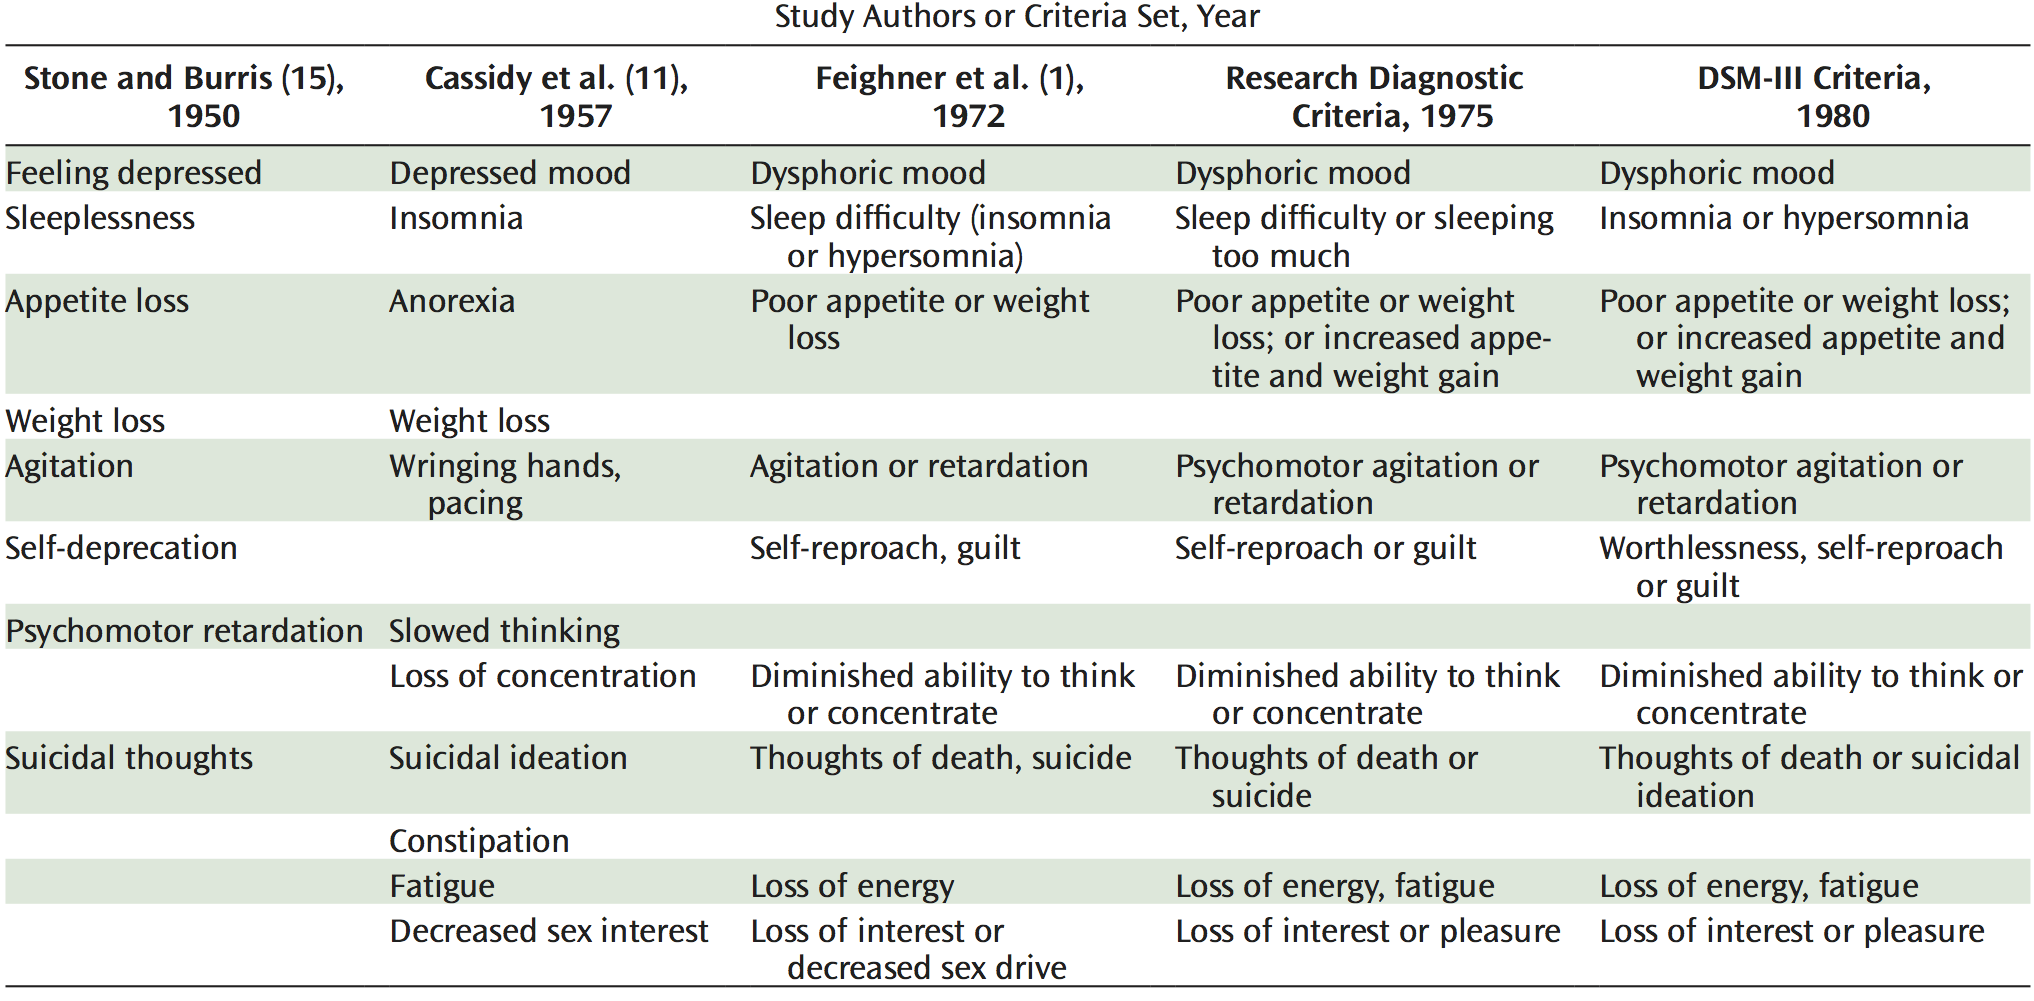 Study Authors or Criteria Set, Year
Stone and Burris (15), Cassidy et al. (11), Feighner et al. (1), Research Diagnostic DSM-III Criteria,
1950 1957 1972 Criteria, 1975 1980
Feeling depressed Depressed mood Dysphoric mood Dysphoric mood Dysphoric mood
Sleeplessness Insomnia Sleep difficulty (insomnia Sleep difficulty or sleeping Insomnia or hypersomnia
or hypersomnia) too much
Appetite loss Anorexia Poor appetite or weight Poor appetite or weight Poor appetite or weight loss;
loss loss; or increased appe- or increased appetite and
tite and weight gain weight gain
Weight loss Weight loss
Agitation Wringing hands, Agitation or retardation Psychomotor agitation or Psychomotor agitation or
pacing retardation retardation
Self-deprecation Self-reproach, guilt Self-reproach or guilt Worthlessness, self-reproach
or guilt
Psychomotor retardation Slowed thinking
Loss of concentration Diminished ability to think Diminished ability to think Diminished ability to think or
or concentrate or concentrate concentrate
Suicidal thoughts Suicidal ideation Thoughts of death, suicide Thoughts of death or Thoughts of death or suicidal
suicide ideation
Constipation
Fatigue Loss of energy Loss of energy, fatigue Loss of energy, fatigue
Decreased sex interest Loss of interest or Loss of interest or pleasure Loss of interest or pleasure
decreased sex drive